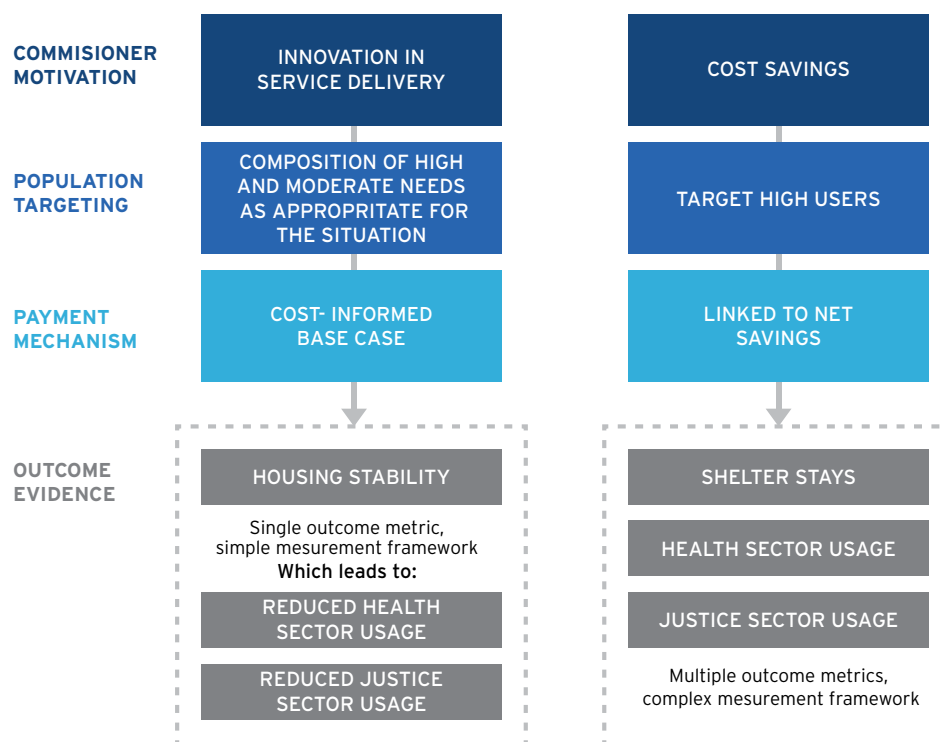 COMMISIONER
MOTIVATION
INNOVATION IN
SERVICE DELIVERY
COST SAVINGS
POPULATION
TARGETING
COMPOSITION OF HIGH
AND MODERATE NEEDS
AS APPROPRITATE FOR
THE SITUATION
TARGET HIGH USERS
PAYMENT
MECHANISM
COST- INFORMED
BASE CASE
LINKED TO NET
SAVINGS
OUTCOME
EVIDENCE
HOUSING STABILITY
Single outcome metric,
simple mesurement framework
Which leads to:
REDUCED HEALTH
SECTOR USAGE
REDUCED JUSTICE
SECTOR USAGE
SHELTER STAYS
HEALTH SECTOR USAGE
JUSTICE SECTOR USAGE
Multiple outcome metrics,
complex mesurement framework